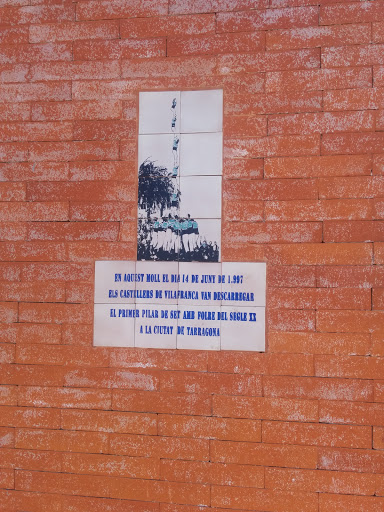 EN AQUEST MOLL EL DIA 14 DE JUNY DE 1.997
ELS CASTELLERS DE VILAFRANCA VAN DESCARREGAR
EL PRIMER PILAR DE SET AMB FOLRE DEL SEGLE XX
A LA CIUTAT DE TARRAGONA